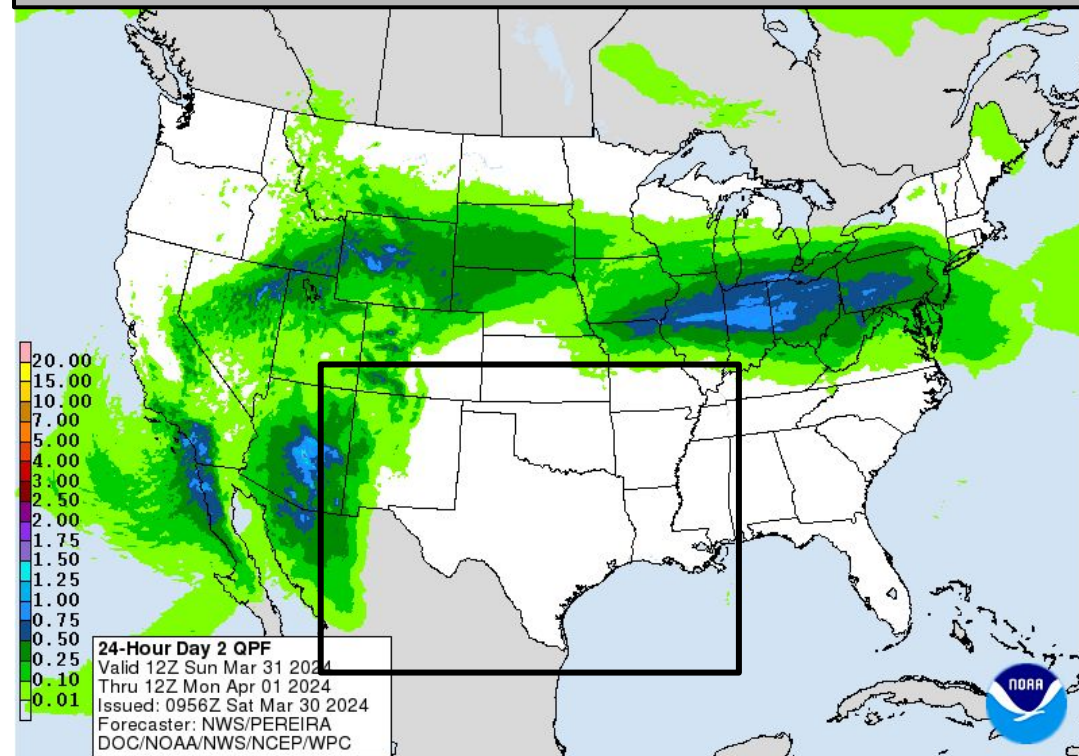 20.00
15.00
10.00
7.00
5.00
4.00
3.00
2.50
2.00
1.75
1.50
1.25
1.00
0.75
0.50
0.25
0.10
0.01
24-Hour Day 2 QPF
Valid 12Z Sun Mar 31 2024
Thru 12Z Mon Apr 01 2024
Issued: 0956Z Sat Mar 30 2024
Forecaster: NWS/PEREIRA
DOC/NOAA/NWS/NCEP/WPC
NOAA